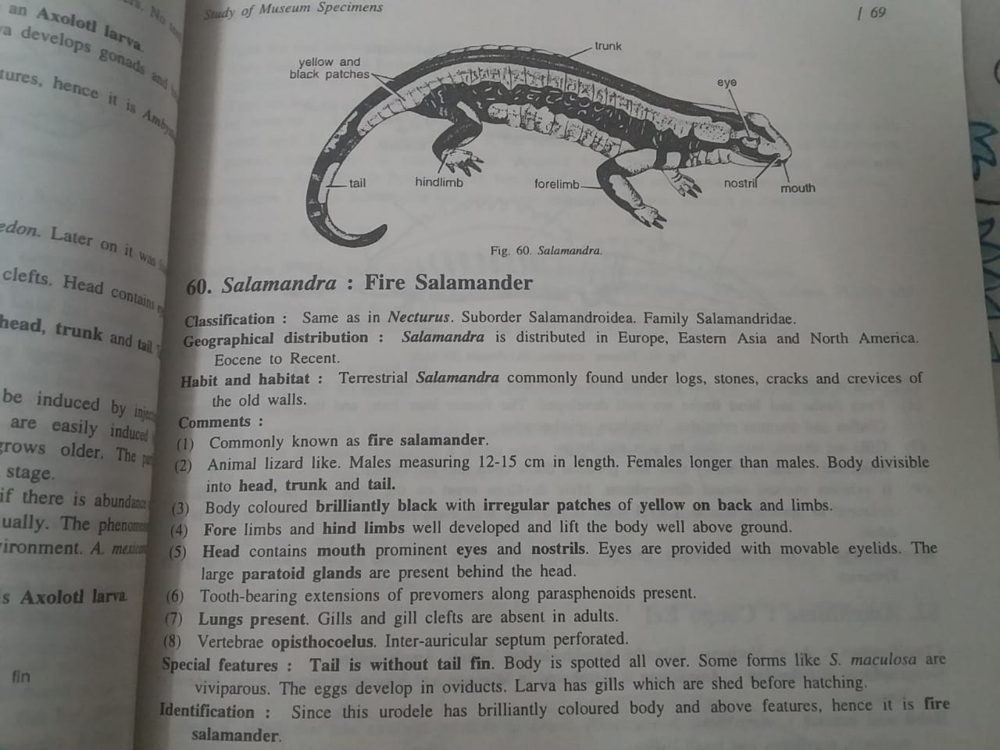 an Axolotl larva.
develops gonads and
tures, hence it is
edon. Later on it was
clefts. Head contains
head, trunk and tail
be induced by
are easily induced
grows older. The
stage.
if there is abundance
ually. The
vironment. A.
s Axolotl larva.
fin
Study of Museum Specimens
/ 69
trunk
yellow and
black patches
eye
tail
hindlimb
forelimb
nostril
mouth
Fig. 60. Salamandra.
60. Salamandra : Fire Salamander
Classification : Same as in Necturus. Suborder Salamandroidea. Family Salamandridae.
Geographical distribution : Salamandra is distributed in Europe, Eastern Asia and North America.
Eocene to Recent.
Habit and habitat : Terrestrial Salamandra commonly found under logs, stones, cracks and crevices of
the old walls.
Comments :
(1) Commonly known as fire salamander.
(2) Animal lizard like. Males measuring 12-15 cm in length. Females longer than males. Body divisible
into head, trunk and tail.
(3) Body coloured brilliantly black with irregular patches of yellow on back and limbs.
(4) Fore limbs and hind limbs well developed and lift the body well above ground.
(5) Head contains mouth prominent eyes and nostrils. Eyes are provided with movable eyelids. The
large paratoid glands are present behind the head.
(6) Tooth-bearing extensions of prevomers along parasphenoids present.
(7) Lungs present. Gills and gill clefts are absent in adults.
(8) Vertebrae opisthocoelus. Inter-auricular septum perforated.
Special features : Tail is without tail fin. Body is spotted all over. Some forms like S. maculosa are
viviparous. The eggs develop in oviducts. Larva has gills which are shed before hatching.
Identification : Since this urodele has brilliantly coloured body and above features, hence it is fire
salamander.